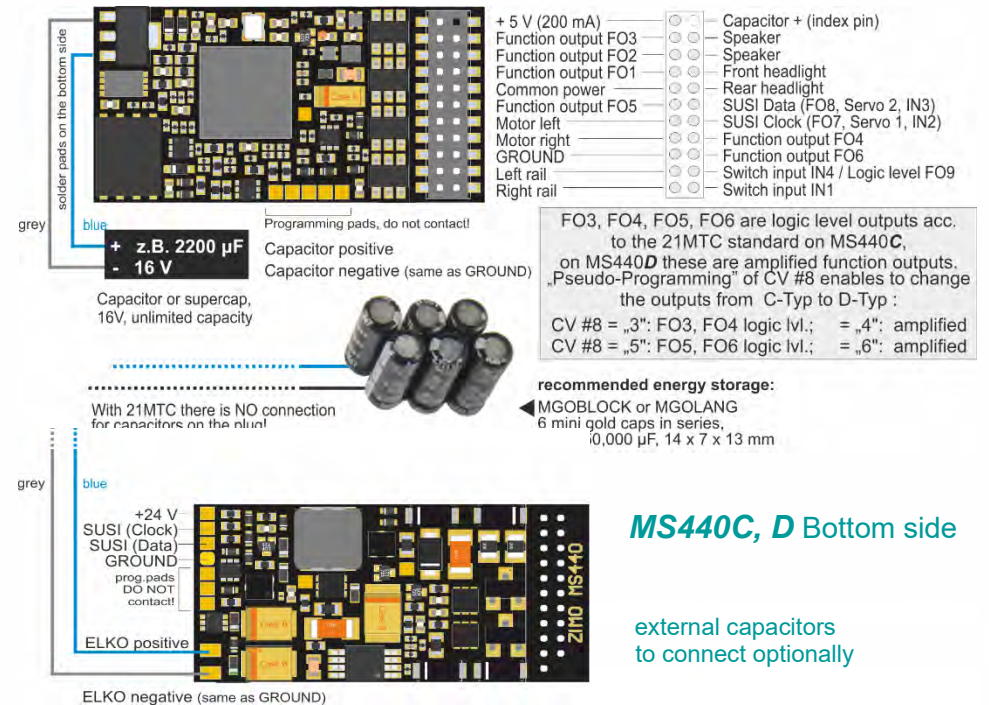 + 5 V (200 mA)
Function output FO3
Function output FO2
Function output FO1
Common power
Function output FO5
Motor left
Motor right
GROUND
Left rail
Right rail
Capacitor + (index pin)
Speaker
Speaker
Front headlight
Rear headlight
SUSI Data (FO8, Servo 2, IN3)
SUSI Clock (FO7, Servo 1, IN2)
Function output FO4
Function output FO6
Switch input IN4 / Logic level FO9
Switch input IN1
solder pads on the bottom side
grey
blue
Programming pads, do not contact!
+ z.B. 2200 µF
- 16 V
Capacitor positive
Capacitor negative (same as GROUND)
Capacitor or supercap,
16V, unlimited capacity
FO3, FO4, FO5, FO6 are logic level outputs acc.
to the 21MTC standard on MS440C,
on MS440D these are amplified function outputs.
„Pseudo-Programming” of CV #8 enables to change
the outputs from C-Typ to D-Typ :
CV #8 = „3”: FO3, FO4 logic lvl.; = „4”: amplified
CV #8 = „5”: FO5, FO6 logic lvl.; = „6”: amplified
With 21MTC there is NO connection
for capacitors on the plug!
recommended energy storage:
MGOBLOCK or MGOLANG
6 mini gold caps in series,
0,000 µF, 14 x 7 x 13 mm
grey
blue
+24 V
SUSI (Clock)
SUSI (Data)
GROUND
prog.pads
DO NOT
contact!
ELKO positive
ELKO negative (same as GROUND)
ZIMO MS440
MS440C, D Bottom side
external capacitors
to connect optionally